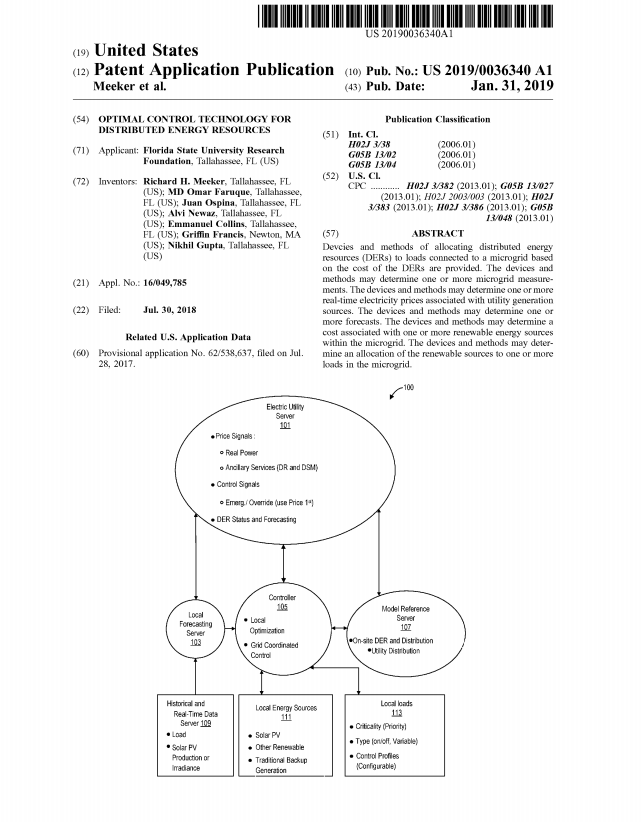 US 20190036340A1
(19) United States
(12) Patent Application Publication
Meeker et al.
(10) Pub. No.: US 2019/0036340 A1
(43) Pub. Date: Jan. 31, 2019
(54) OPTIMAL CONTROL TECHNOLOGY FOR
DISTRIBUTED ENERGY RESOURCES
(71) Applicant: Florida State University Research
Foundation, Tallahassee, FL (US)
(72) Inventors: Richard H. Meeker, Tallahassee, FL
(US); MD Omar Faruque, Tallahassee,
FL (US); Juan Ospina, Tallahassee, FL
(US); Alvi Newaz, Tallahassee, FL
(US); Emmanuel Collins, Tallahassee,
FL (US); Griffin Francis, Newton, MA
(US); Nikhil Gupta, Tallahassee, FL
(US)
(21) Appl. No.: 16/049,785
(22) Filed: Jul. 30, 2018
Related U.S. Application Data
(60) Provisional application No. 62/538,637, filed on Jul.
28, 2017.
Publication Classification
(51) Int. Cl.
H02J 3/38 (2006.01)
G05B 13/02 (2006.01)
G05B 13/04 (2006.01)
(52) U.S. Cl.
CPC ............ H02J 3/382 (2013.01); G05B 13/027
(2013.01); H02J 2003/003 (2013.01); H02J
3/383 (2013.01); H02J 3/386 (2013.01); G05B
13/048 (2013.01)
(57) ABSTRACT
Devcies and methods of allocating distributed energy
resources (DERs) to loads connected to a microgrid based
on the cost of the DERs are provided. The devices and
methods may determine one or more microgrid measure-
ments. The devices and methods may determine one or more
real-time electricity prices associated with utility generation
sources. The devices and methods may determine one or
more forecasts. The devices and methods may determine a
cost associated with one or more renewable energy sources
within the microgrid. The devices and methods may deter-
mine an allocation of the renewable sources to one or more
loads in the microgrid.
100
Electric Utility
Server
101
● Price Signals :
o Real Power
o Ancillary Services (DR and DSM)
● Control Signals
o Emerg./ Override (use Price 1st)
● DER Status and Forecasting
Local
Forecasting
Server
103
Controller
105
● Local
Optimization
● Grid Coordinated
Control
Model Reference
Server
107
●On-site DER and Distribution
●Utility Distribution
Historical and
Real-Time Data
Server 109
● Load
● Solar PV
Production or
Irradiance
Local Energy Sources
111
● Solar PV
● Other Renewable
● Traditional Backup
Generation
Local loads
113
● Criticality (Priority)
● Type (on/off, Variable)
● Control Profiles
(Configurable)